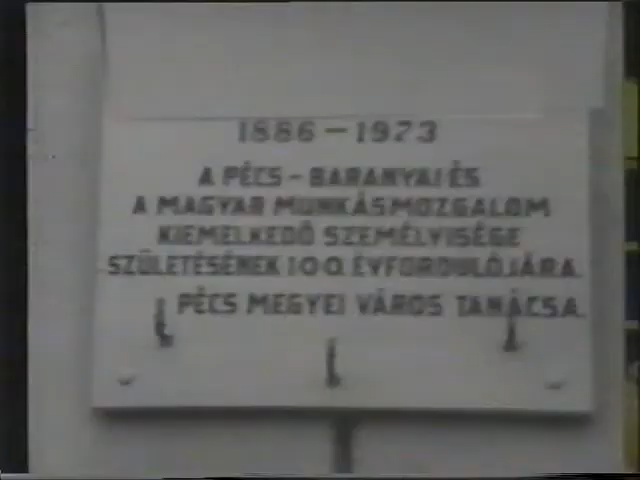 1886 - 1973
A PÉCS - BARANYAI ÉS
A MAGYAR MUNKÁSMOZGALOM
KIEMELKEDŐ SZEMÉLYISÉGE
SZÜLETÉSÉNEK 100. ÉVFORDULÓJÁRA.
PÉCS MEGYEI VÁROS TANÁCSA.